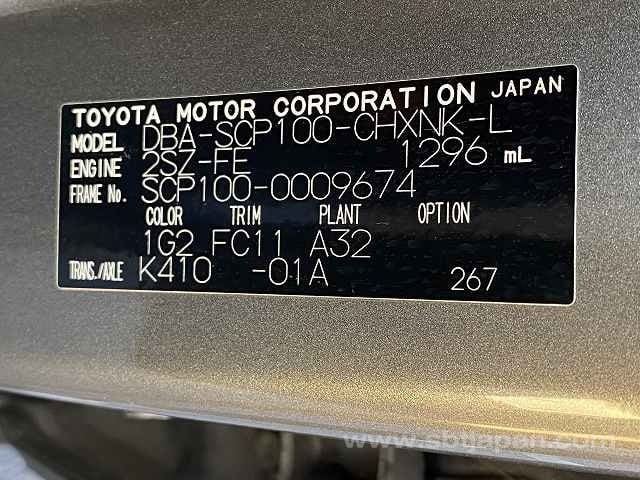 TOYOTA MOTOR CORPORATION JAPAN
MODEL DBA-SCP100-CHXNK-L
ENGINE 2SZ-FE 1296 mL
FRAME No. SCP100-0009674
COLOR TRIM PLANT OPTION
1G2 FC11 A32
TRANS./AXLE K410 -01A 267
www.sbtjapan.com